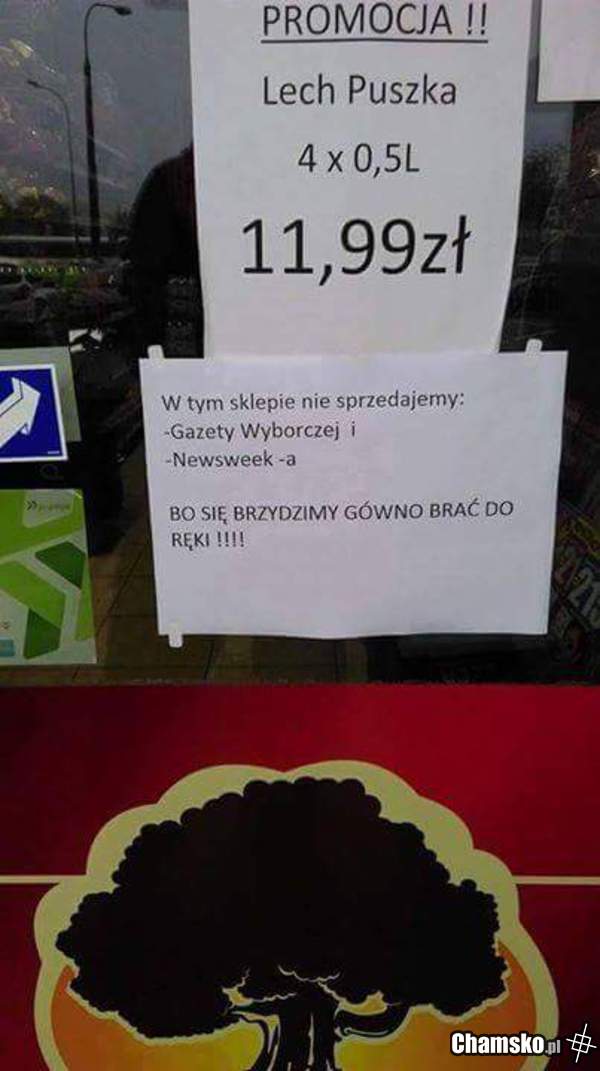 PROMOCJA !!
Lech Puszka
4 x 0,5L
11,99zł
W tym sklepie nie sprzedajemy:
-Gazety Wyborczej i
-Newsweek -a
BO SIĘ BRZYDZIMY GÓWNO BRAĆ DO
RĘKI !!!!
Chamsko.pl